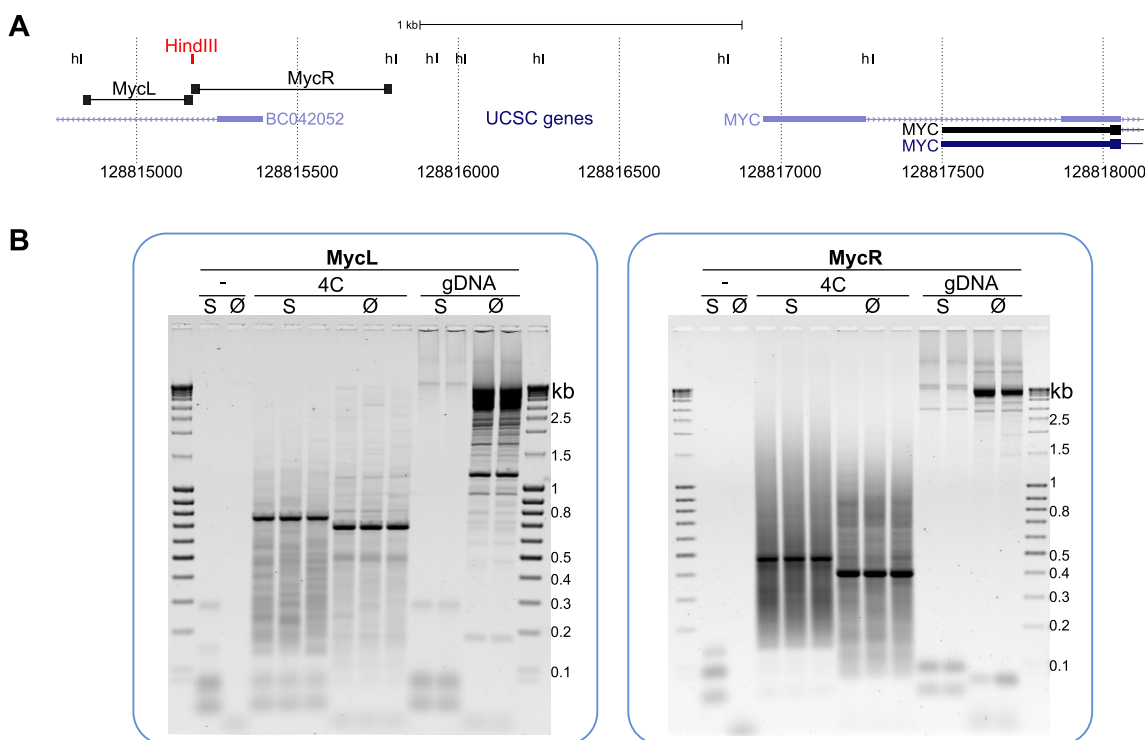 A
1 kb
HindIII
hI hI hI hI hI hI hI
MycL MycR
BC042052 UCSC genes MYC
MYC
MYC
128815000 128815500 128816000 128816500 128817000 128817500 128818000
B
MycL MycR
- 4C gDNA - 4C gDNA
S Ø S Ø S Ø S Ø S Ø S Ø
kb kb
2.5 2.5
1.5 1.5
1 1
0.8 0.8
0.5 0.5
0.4 0.4
0.3 0.3
0.2 0.2
0.1 0.1